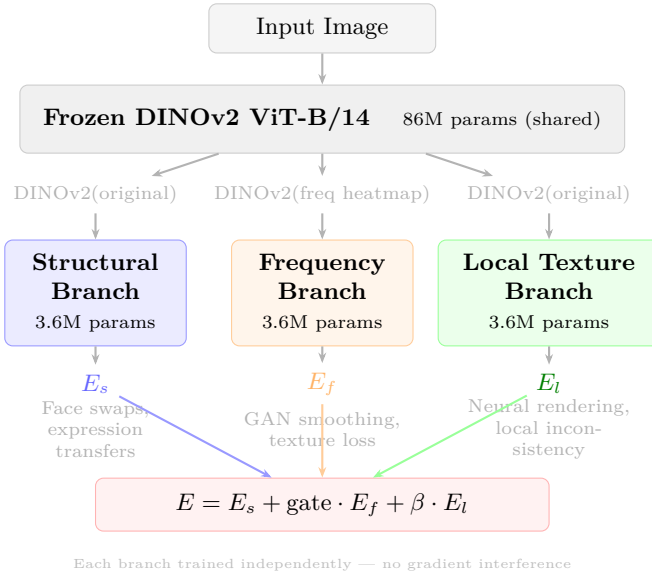 Input Image
Frozen DINOv2 ViT-B/14 86M params (shared)
DINOv2(original) DINOv2(freq heatmap) DINOv2(original)
Structural
Branch
3.6M params
Frequency
Branch
3.6M params
Local Texture
Branch
3.6M params
E_s
Face swaps,
expression
transfers
E_f
GAN smoothing,
texture loss
E_l
Neural rendering,
local incon-
sistency
E = E_s + gate · E_f + β · E_l
Each branch trained independently — no gradient interference